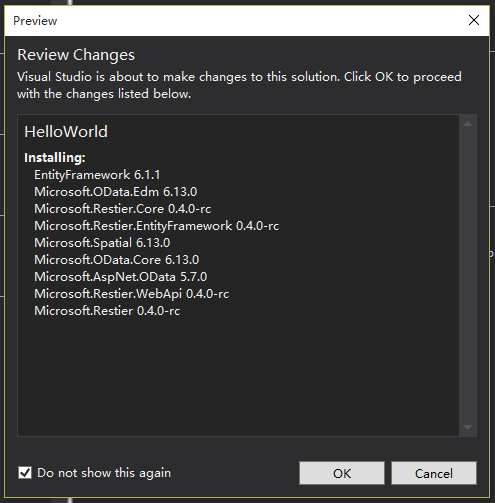 Preview
Review Changes
Visual Studio is about to make changes to this solution. Click OK to proceed
with the changes listed below.
HelloWorld
Installing:
EntityFramework 6.1.1
Microsoft.OData.Edm 6.13.0
Microsoft.Restier.Core 0.4.0-rc
Microsoft.Restier.EntityFramework 0.4.0-rc
Microsoft.Spatial 6.13.0
Microsoft.OData.Core 6.13.0
Microsoft.AspNet.OData 5.7.0
Microsoft.Restier.WebApi 0.4.0-rc
Microsoft.Restier 0.4.0-rc
Do not show this again
OK
Cancel